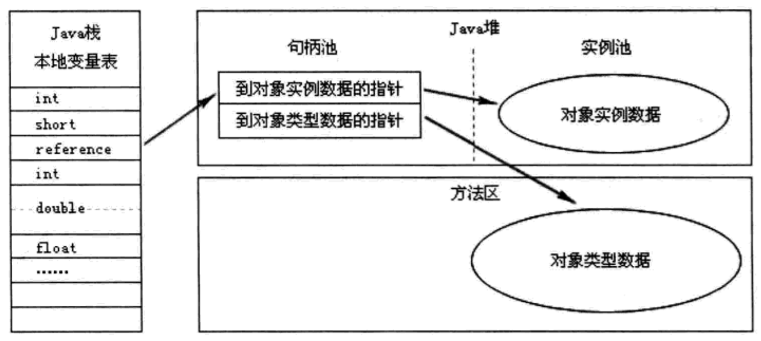 Java栈
本地变量表
int
short
reference
int
double
float
……
Java堆
句柄池
实例池
到对象实例数据的指针
到对象类型数据的指针
对象实例数据
方法区
对象类型数据